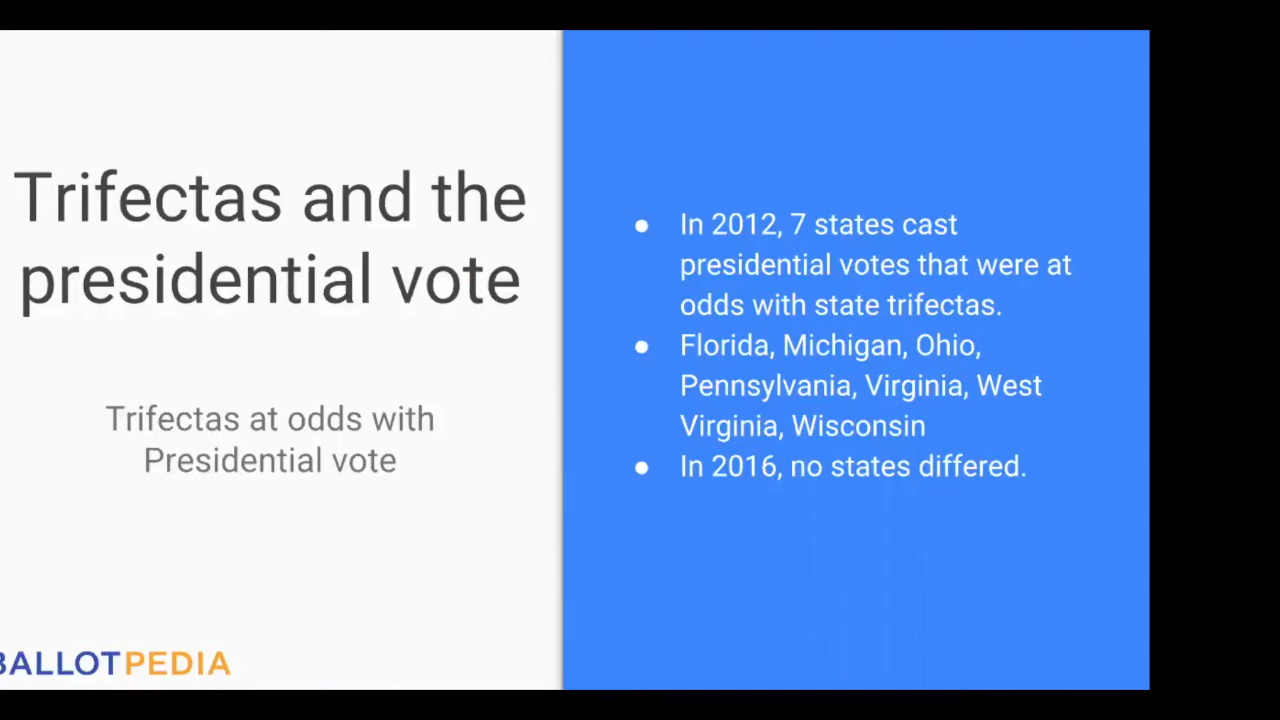 Trifectas and the
presidential vote
Trifectas at odds with
Presidential vote
BALLOTPEDIA
● In 2012, 7 states cast
presidential votes that were at
odds with state trifectas.
● Florida, Michigan, Ohio,
Pennsylvania, Virginia, West
Virginia, Wisconsin
● In 2016, no states differed.